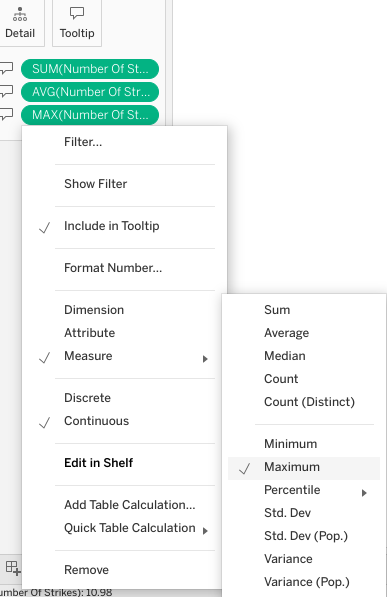 Detail
Tooltip
SUM(Number Of St...
AVG(Number Of Str...
MAX(Number Of St...
Filter...
Show Filter
Include in Tooltip
Format Number...
Dimension
Attribute
Measure
Discrete
Continuous
Edit in Shelf
Add Table Calculation...
Quick Table Calculation
Remove
Sum
Average
Median
Count
Count (Distinct)
Minimum
Maximum
Percentile
Std. Dev
Std. Dev (Pop.)
Variance
Variance (Pop.)
umber Of Strikes): 10.98